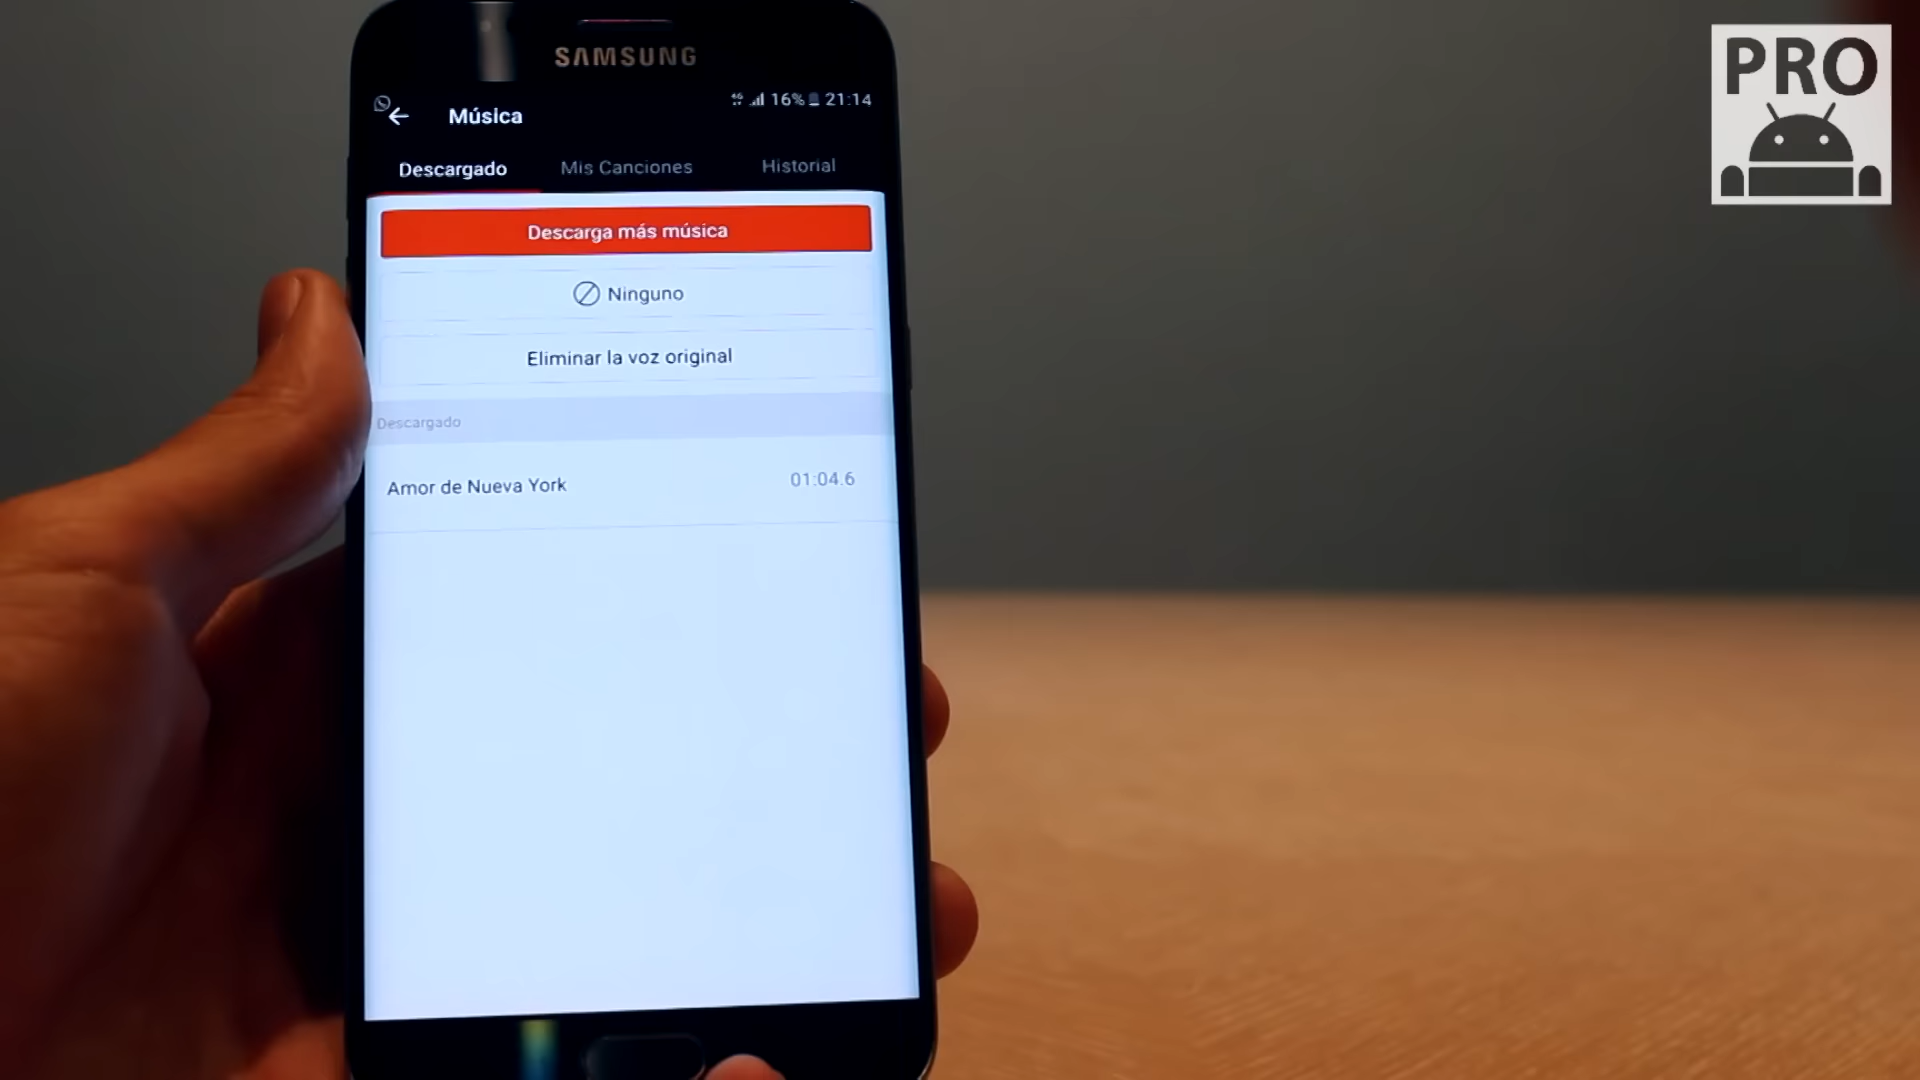 SAMSUNG
16% 21:14
Música
Descargado Mis Canciones Historial
Descarga más música
Ninguno
Eliminar la voz original
Descargado
Amor de Nueva York 01:04.6
PRO